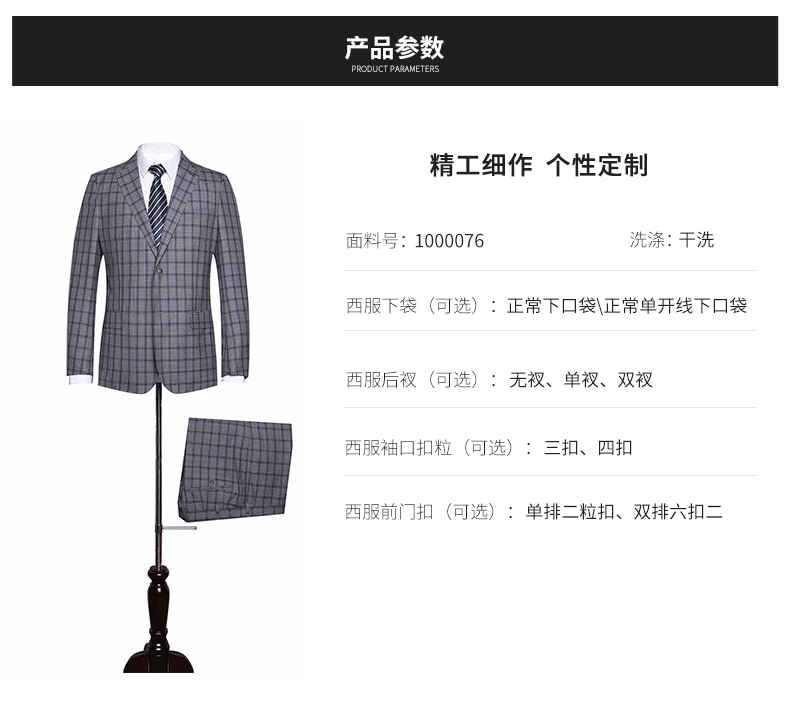 产品参数
PRODUCT PARAMETERS
精工细作 个性定制
面料号：1000076
洗涤：干洗
西服下袋（可选）：正常下口袋\正常单开线下口袋
西服后衩（可选）：无衩、单衩、双衩
西服袖口扣粒（可选）：三扣、四扣
西服前门扣（可选）：单排二粒扣、双排六扣二